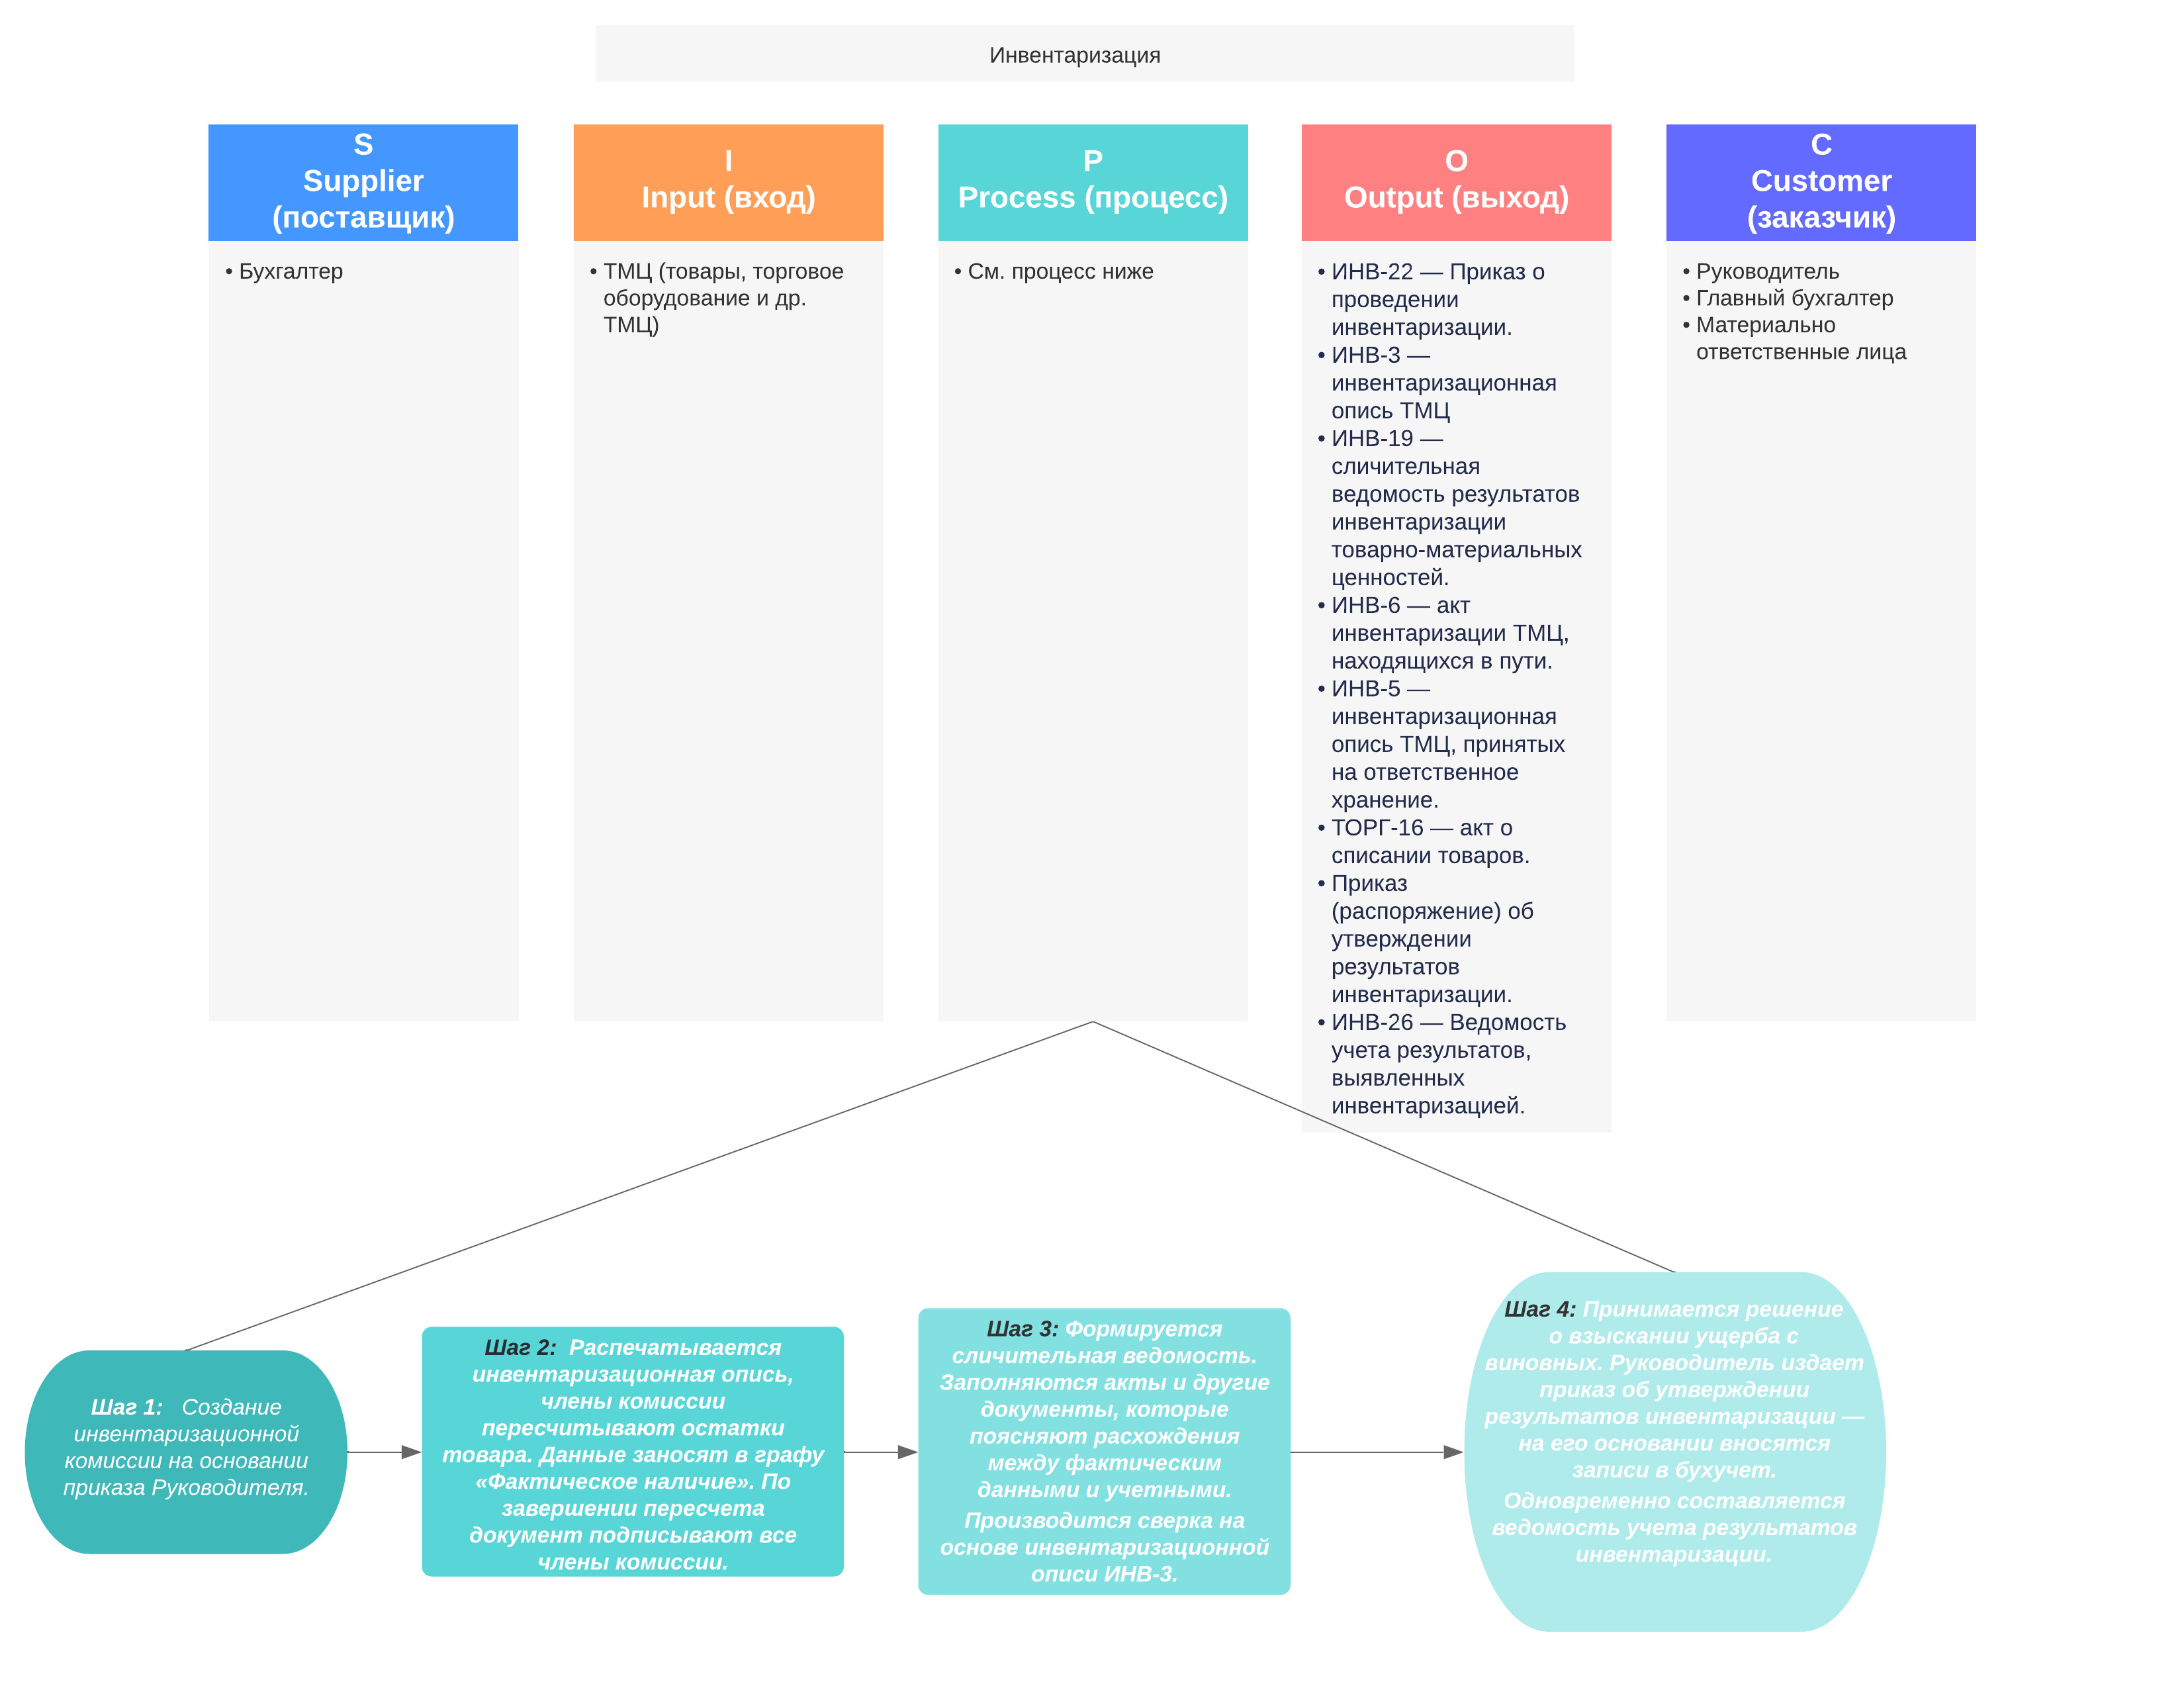 Инвентаризация
S
Supplier
(поставщик)
• Бухгалтер
I
Input (вход)
• ТМЦ (товары, торговое
оборудование и др.
ТМЦ)
P
Process (процесс)
• См. процесс ниже
O
Output (выход)
• ИНВ-22 — Приказ о
проведении
инвентаризации.
• ИНВ-3 —
инвентаризационная
опись ТМЦ
• ИНВ-19 —
сличительная
ведомость результатов
инвентаризации
товарно-материальных
ценностей.
• ИНВ-6 — акт
инвентаризации ТМЦ,
находящихся в пути.
• ИНВ-5 —
инвентаризационная
опись ТМЦ, принятых
на ответственное
хранение.
• ТОРГ-16 — акт о
списании товаров.
• Приказ
(распоряжение) об
утверждении
результатов
инвентаризации.
• ИНВ-26 — Ведомость
учета результатов,
выявленных
инвентаризацией.
C
Customer
(заказчик)
• Руководитель
• Главный бухгалтер
• Материально
ответственные лица
Шаг 1: Создание
инвентаризационной
комиссии на основании
приказа Руководителя.
Шаг 2: Распечатывается
инвентаризационная опись,
члены комиссии
пересчитывают остатки
товара. Данные заносят в графу
«Фактическое наличие». По
завершении пересчета
документ подписывают все
члены комиссии.
Шаг 3: Формируется
сличительная ведомость.
Заполняются акты и другие
документы, которые
поясняют расхождения
между фактическим
данными и учетными.
Производится сверка на
основе инвентаризационной
описи ИНВ-3.
Шаг 4: Принимается решение
о взыскании ущерба с
виновных. Руководитель издает
приказ об утверждении
результатов инвентаризации —
на его основании вносятся
записи в бухучет.
Одновременно составляется
ведомость учета результатов
инвентаризации.